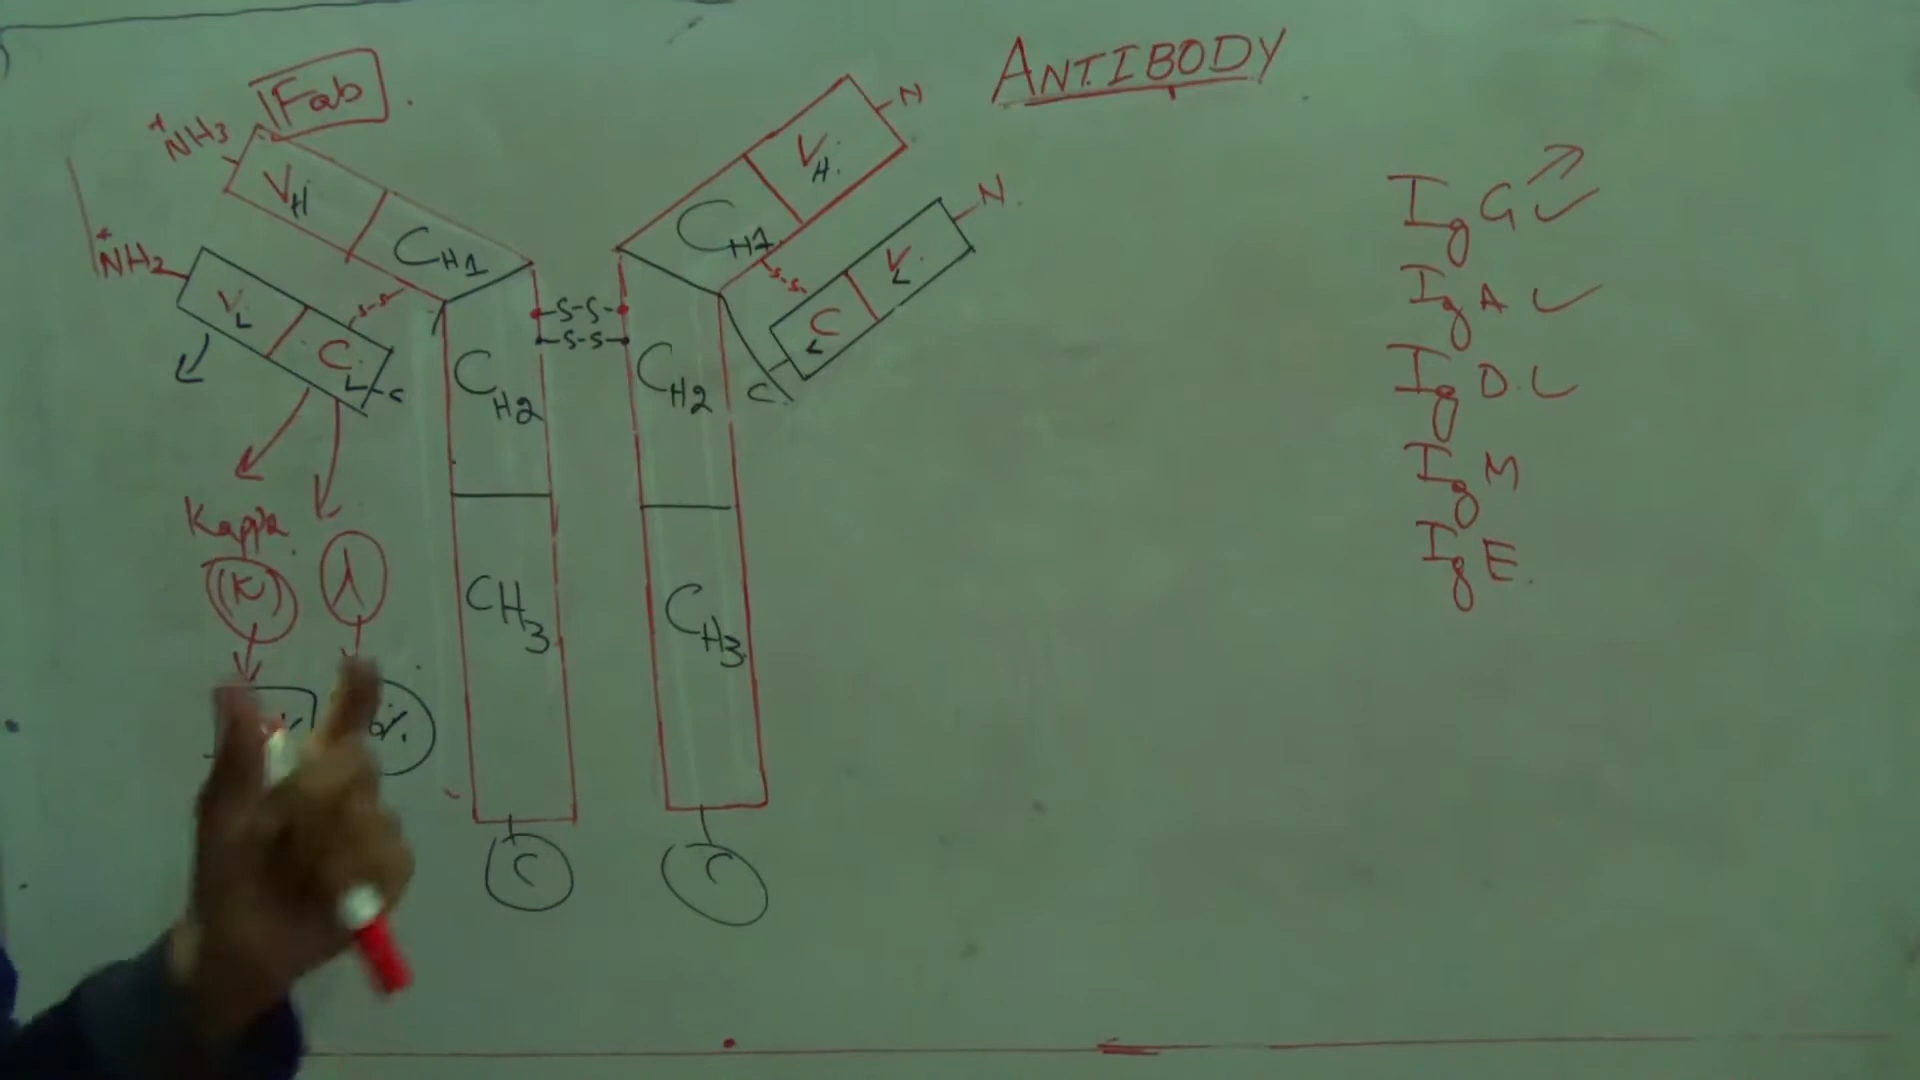 ANTIBODY
Fab
+
NH3
VH
CH1
+
NH2
VL
CL
c
s-s
S-S
S-S
CH2
CH3
C
VH
N
CH1
s-s
VL
N
CL
C
CH2
CH3
C
Kappa
(K)
λ
IgG
IgA
IgD.
IgM
IgE.